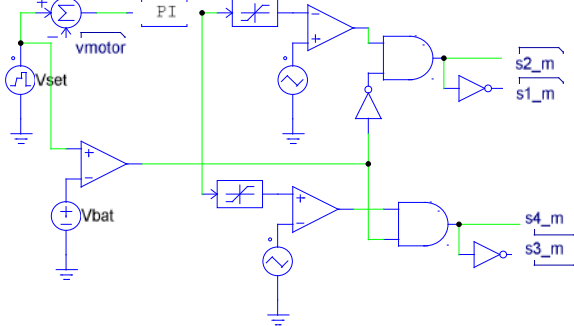 PI
vmotor
Vset
s2_m
s1_m
Vbat
s4_m
s3_m